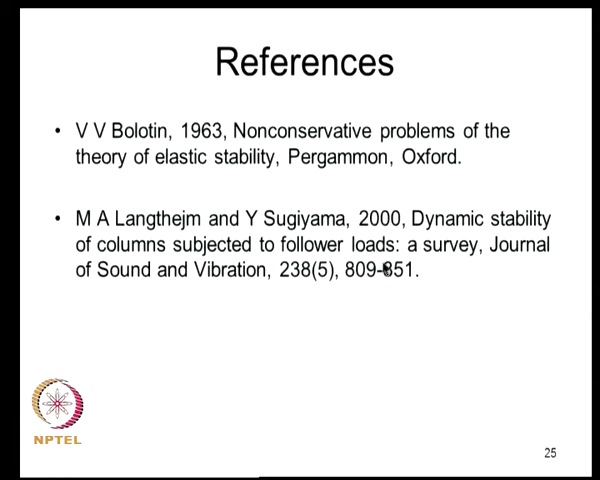 References
• V V Bolotin, 1963, Nonconservative problems of the
theory of elastic stability, Pergammon, Oxford.
• M A Langthejm and Y Sugiyama, 2000, Dynamic stability
of columns subjected to follower loads: a survey, Journal
of Sound and Vibration, 238(5), 809-851.
NPTEL
25